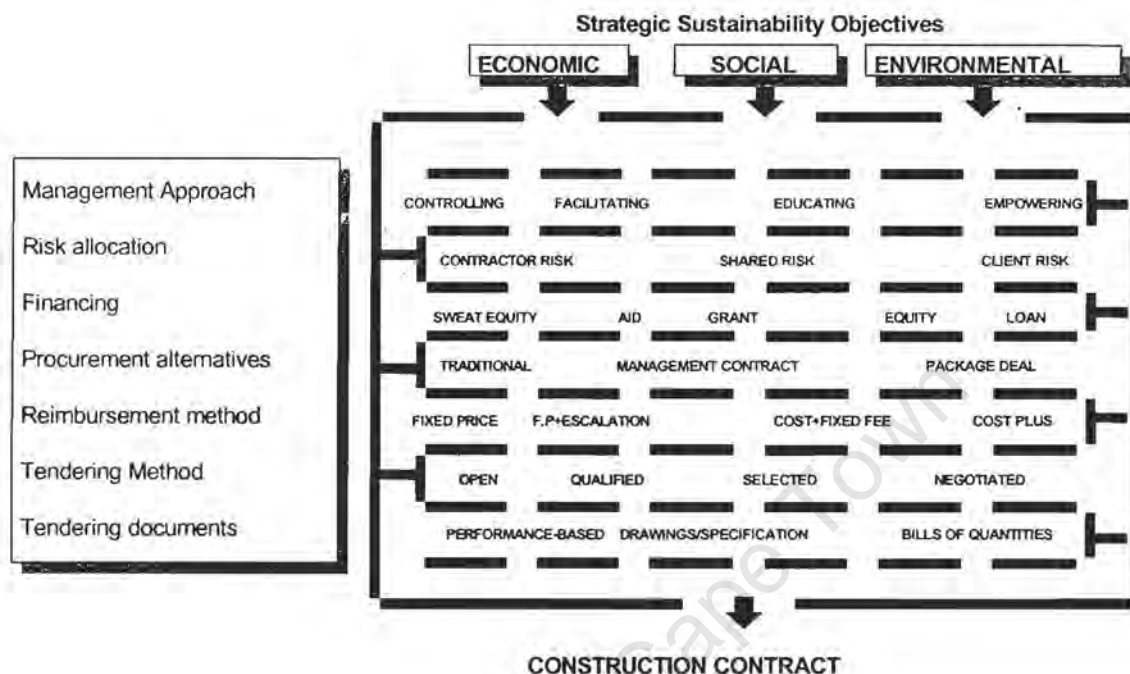 Strategic Sustainability Objectives
ECONOMIC SOCIAL ENVIRONMENTAL
Management Approach
Risk allocation
Financing
Procurement alternatives
Reimbursement method
Tendering Method
Tendering documents
CONTROLLING FACILITATING EDUCATING EMPOWERING
CONTRACTOR RISK SHARED RISK CLIENT RISK
SWEAT EQUITY AID GRANT EQUITY LOAN
TRADITIONAL MANAGEMENT CONTRACT PACKAGE DEAL
FIXED PRICE F.P+ESCALATION COST+FIXED FEE COST PLUS
OPEN QUALIFIED SELECTED NEGOTIATED
PERFORMANCE-BASED DRAWINGS/SPECIFICATION BILLS OF QUANTITIES
CONSTRUCTION CONTRACT
Cape Town